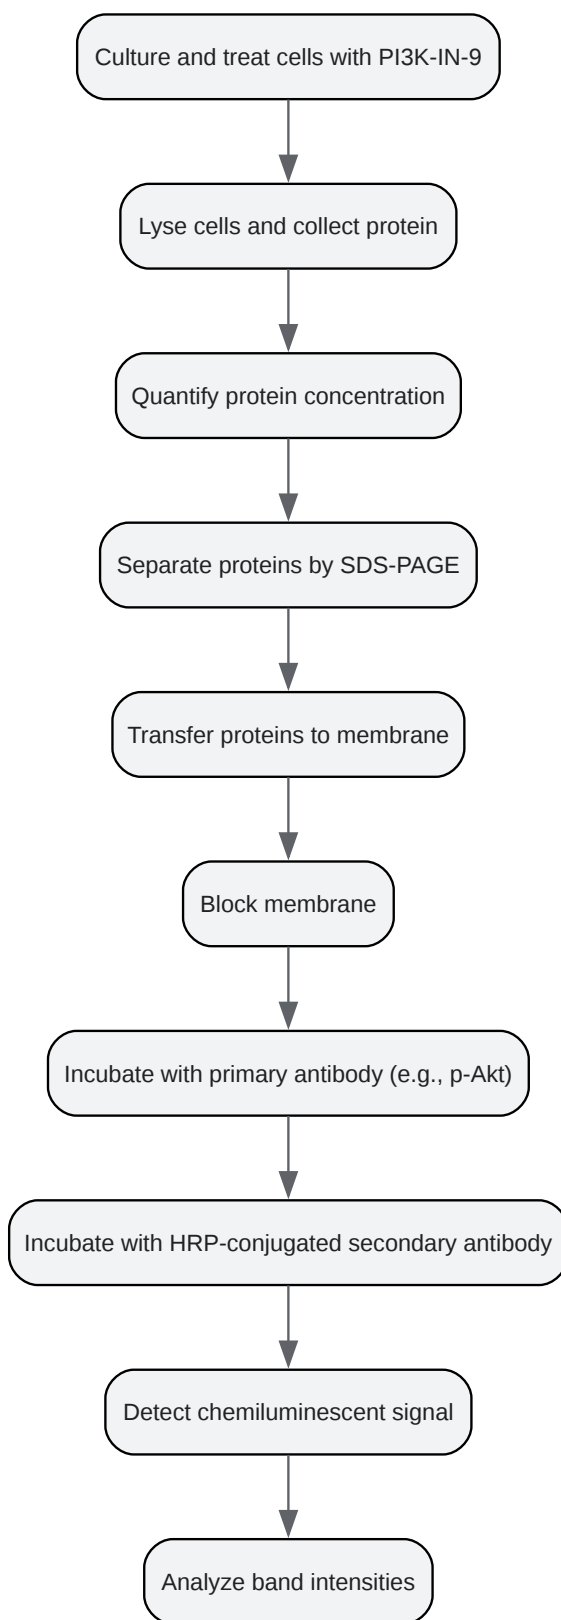 Culture and treat cells with PI3K-IN-9
Lyse cells and collect protein
Quantify protein concentration
Separate proteins by SDS-PAGE
Transfer proteins to membrane
Block membrane
Incubate with primary antibody (e.g., p-Akt)
Incubate with HRP-conjugated secondary antibody
Detect chemiluminescent signal
Analyze band intensities